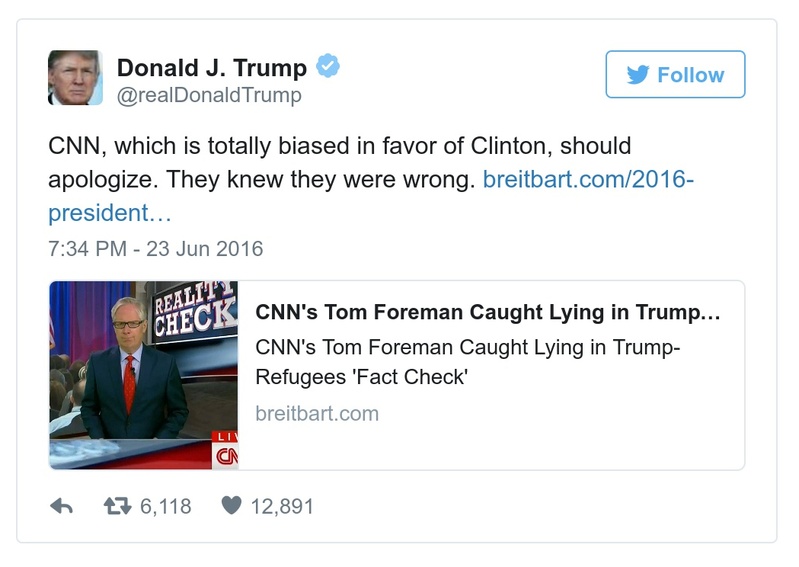 Donald J. Trump
@realDonaldTrump
Follow
CNN, which is totally biased in favor of Clinton, should
apologize. They knew they were wrong. breitbart.com/2016-
president…
7:34 PM - 23 Jun 2016
REALITY
CHECK
LIV
CN
CNN's Tom Foreman Caught Lying in Trump…
CNN's Tom Foreman Caught Lying in Trump-
Refugees 'Fact Check'
breitbart.com
6,118 12,891